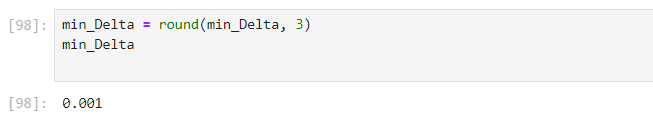 [98]: min_Delta = round(min_Delta, 3)
min_Delta
[98]: 0.001